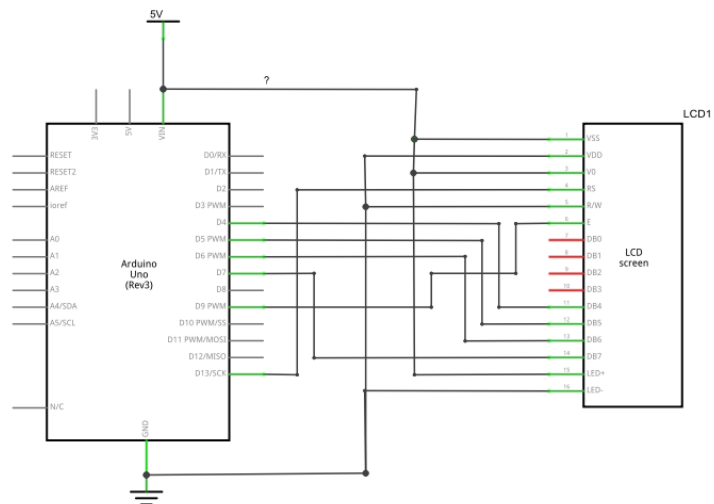 5V
?
LCD1
3V3
5V
VIN
RESET
RESET2
AREF
ioref
A0
A1
A2
A3
A4/SDA
A5/SCL
N/C
Arduino
Uno
(Rev3)
D0/RX
D1/TX
D2
D3 PWM
D4
D5 PWM
D6 PWM
D7
D8
D9 PWM
D10 PWM/SS
D11 PWM/MOSI
D12/MISO
D13/SCK
GND
1 VSS
2 VDD
3 V0
4 RS
5 R/W
6 E
7 DB0
8 DB1
9 DB2
10 DB3
11 DB4
12 DB5
13 DB6
14 DB7
15 LED+
16 LED-
LCD
screen